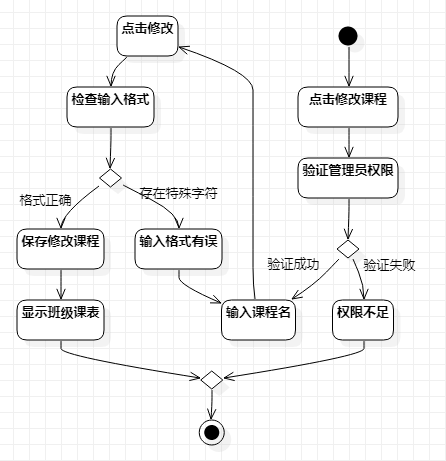 点击修改
检查输入格式
点击修改课程
验证管理员权限
格式正确
存在特殊字符
保存修改课程
输入格式有误
验证成功
验证失败
显示班级课表
输入课程名
权限不足